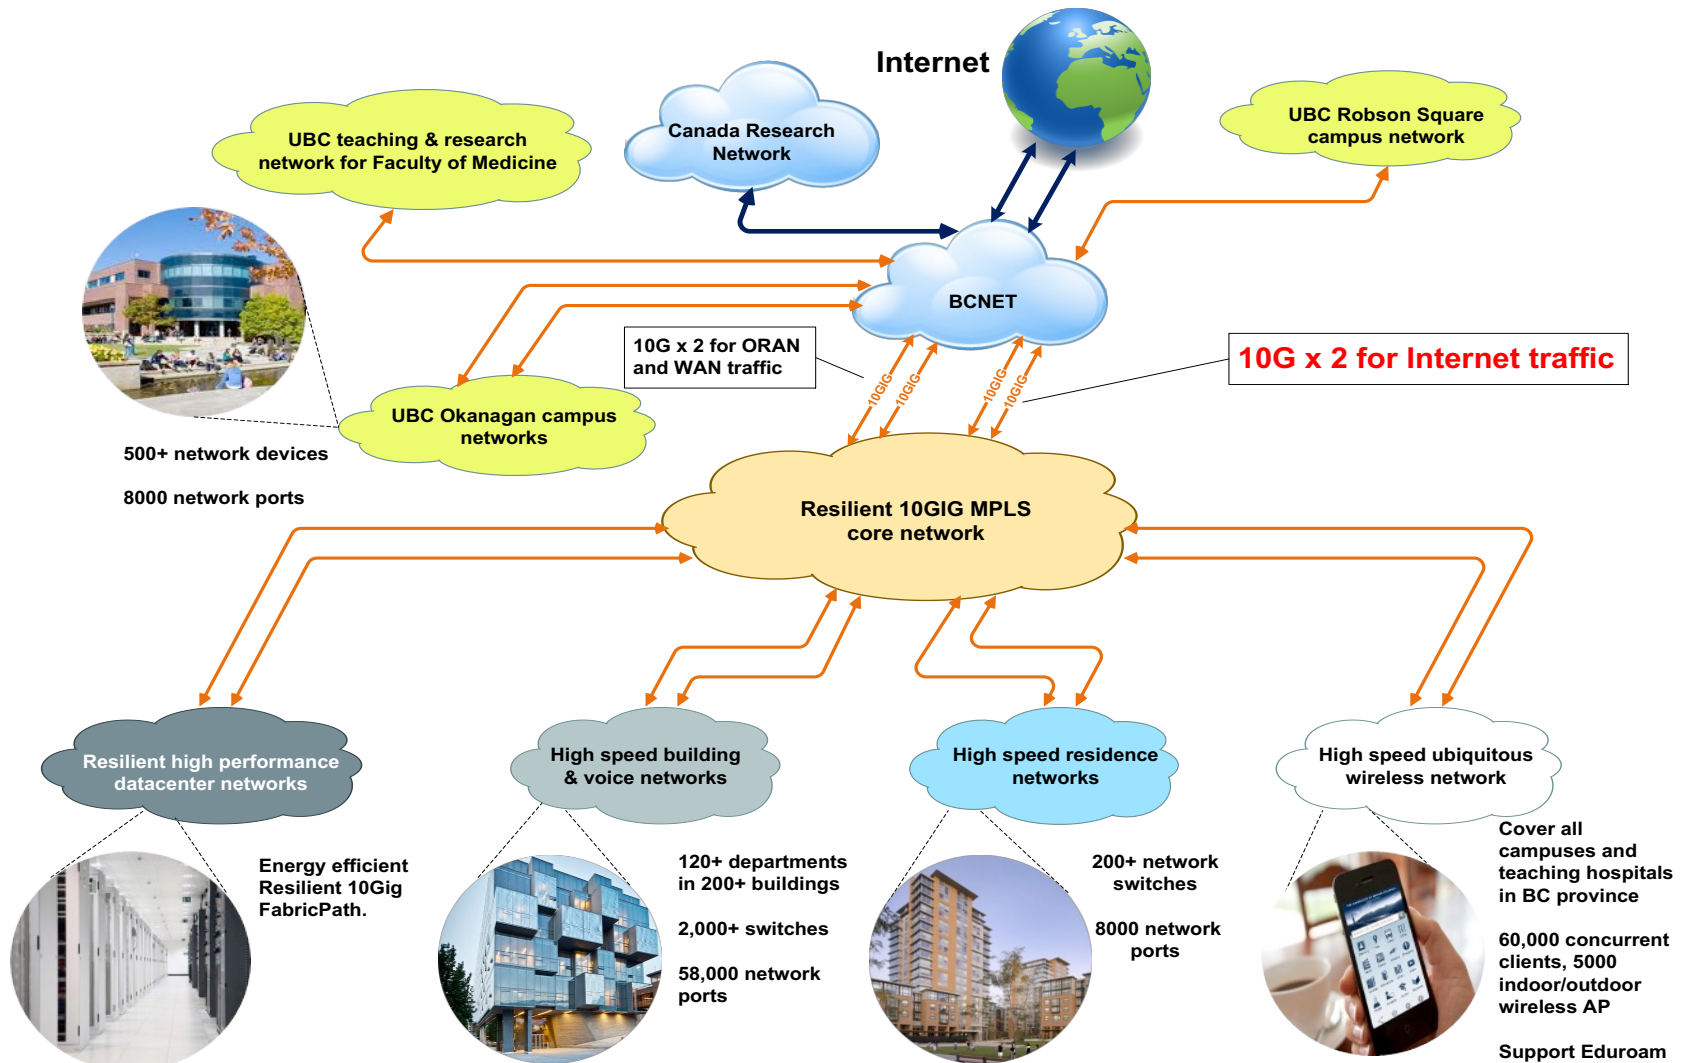 Internet
Canada Research
Network
UBC Robson Square
campus network
UBC teaching & research
network for Faculty of Medicine
BCNET
10G x 2 for ORAN
and WAN traffic
10G x 2 for Internet traffic
10GIG
10GIG
10GIG
10GIG
UBC Okanagan campus
networks
500+ network devices
8000 network ports
Resilient 10GIG MPLS
core network
Resilient high performance
datacenter networks
High speed building
& voice networks
High speed residence
networks
High speed ubiquitous
wireless network
Energy efficient
Resilient 10Gig
FabricPath.
120+ departments
in 200+ buildings
2,000+ switches
58,000 network
ports
200+ network
switches
8000 network
ports
Cover all
campuses and
teaching hospitals
in BC province
60,000 concurrent
clients, 5000
indoor/outdoor
wireless AP
Support Eduroam